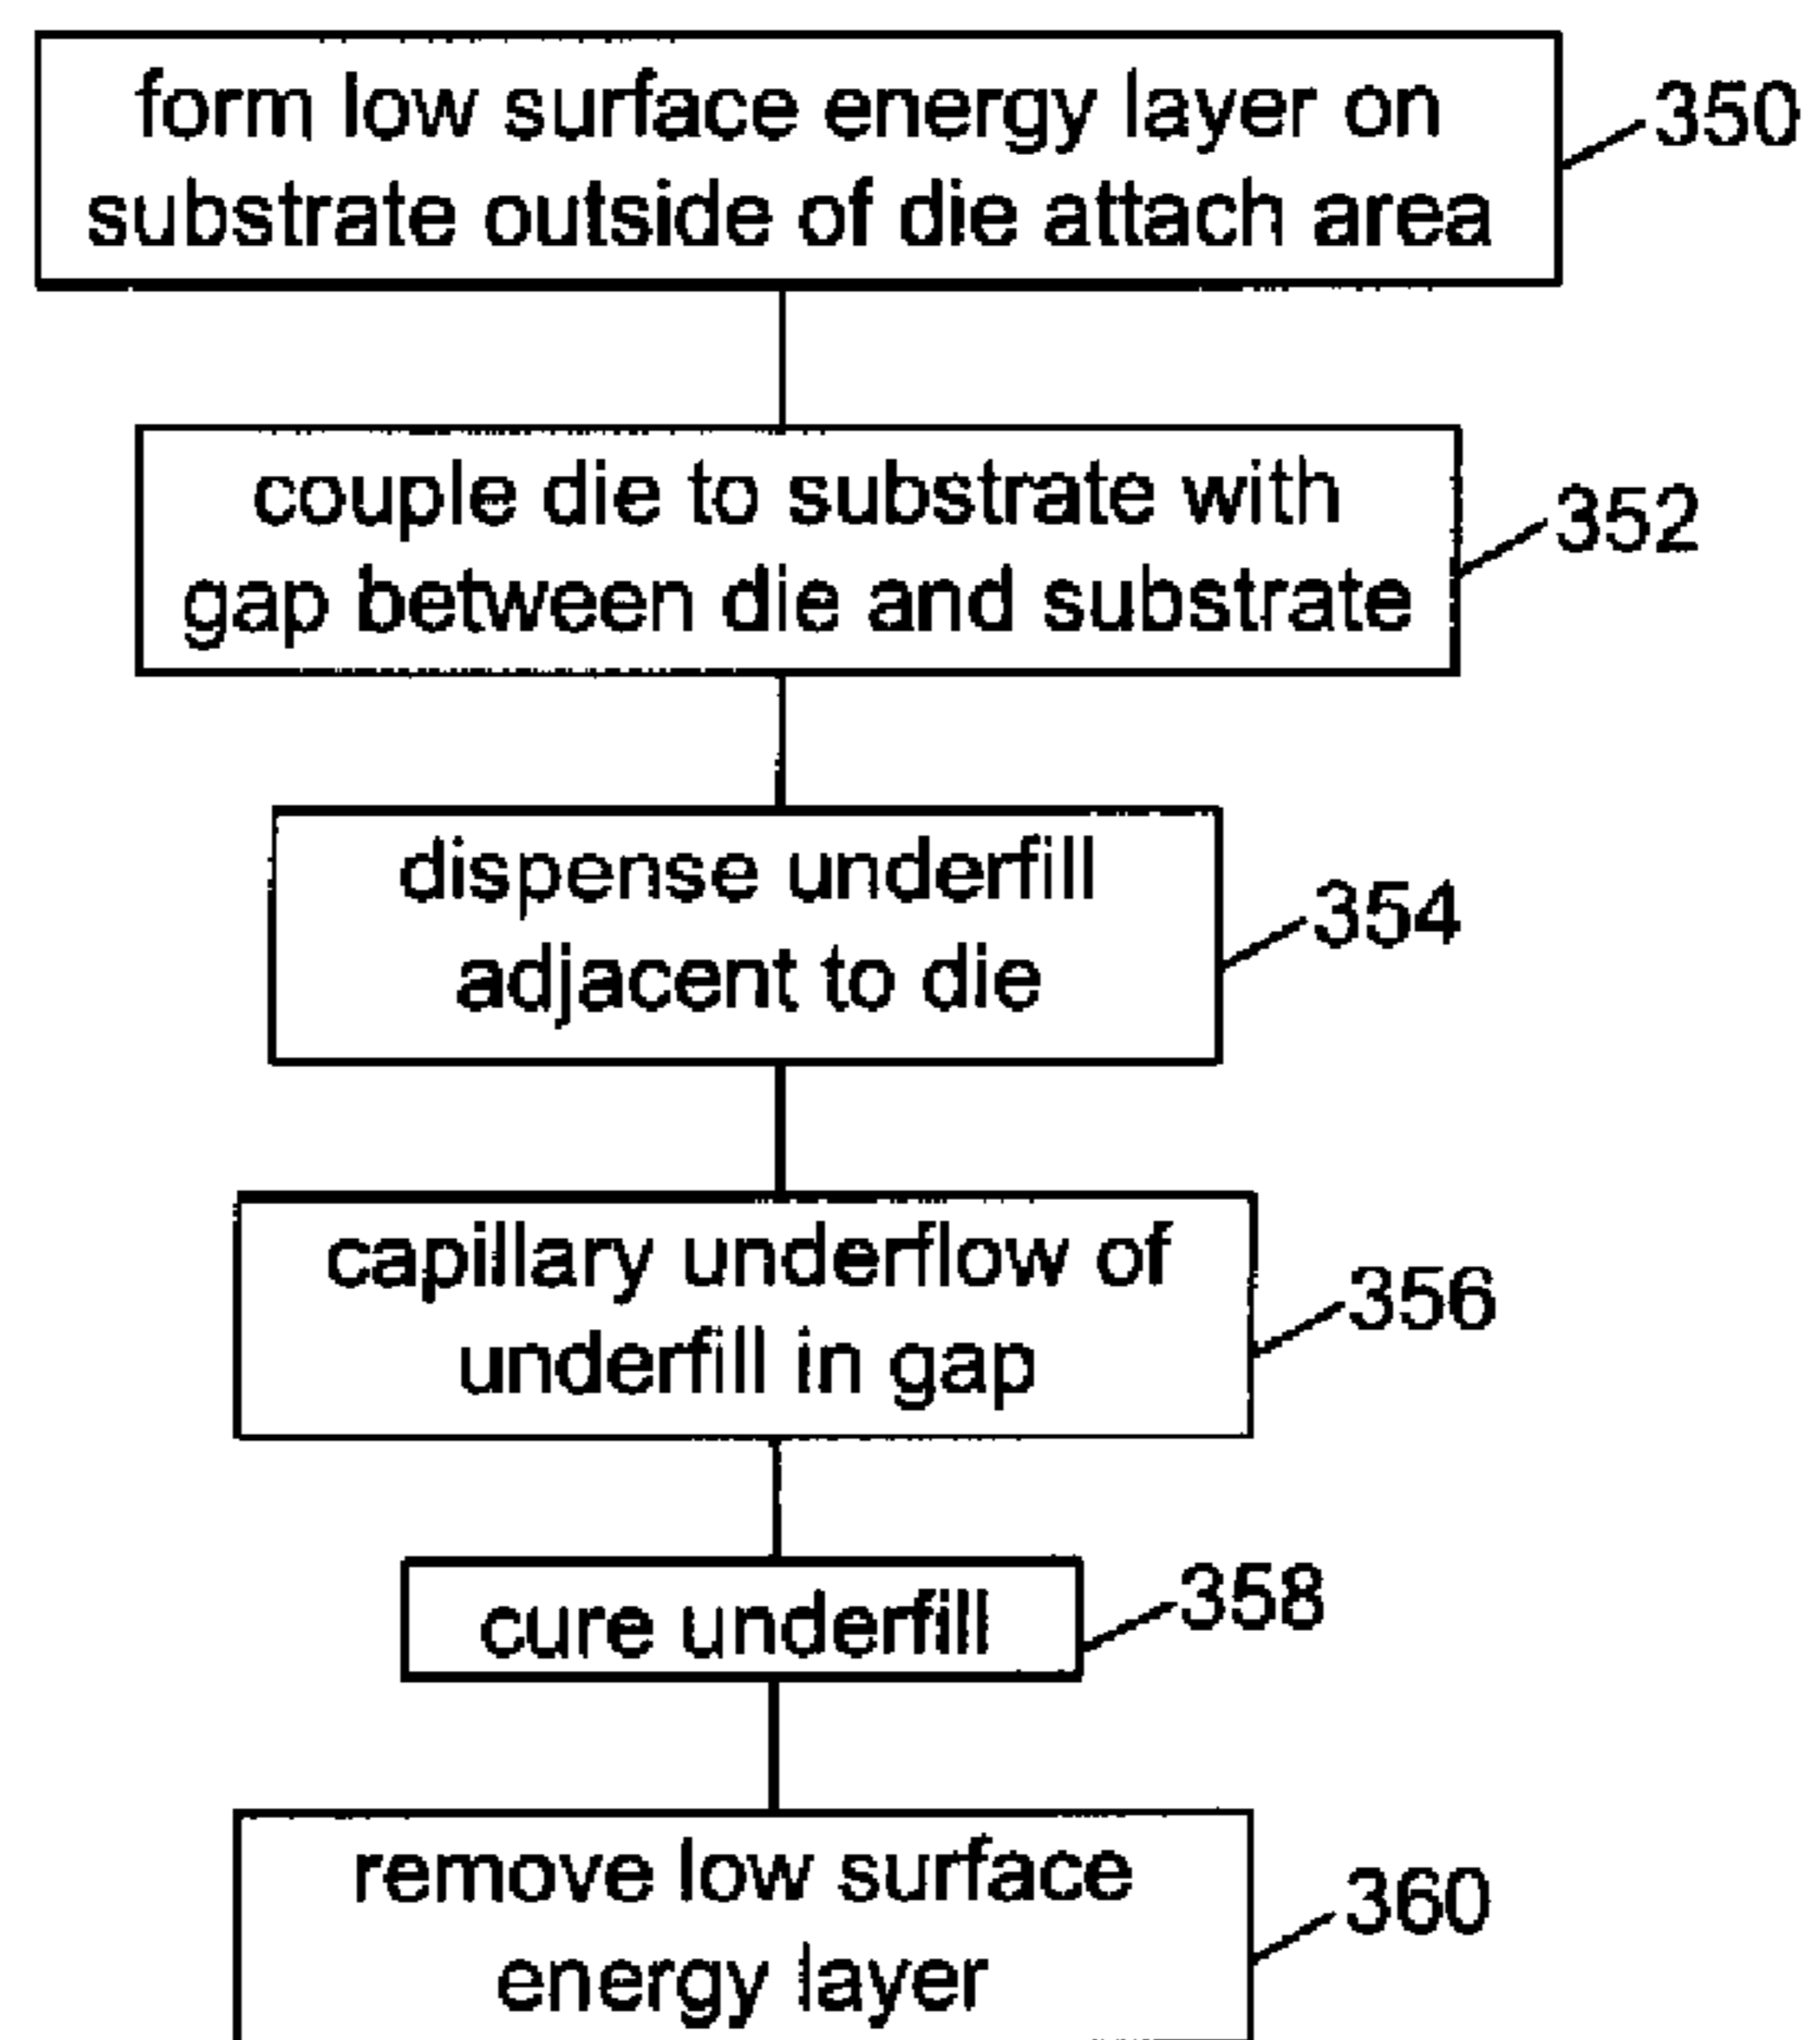 form low surface energy layer on
substrate outside of die attach area
350
couple die to substrate with
gap between die and substrate
352
dispense underfill
adjacent to die
354
capillary underflow of
underfill in gap
356
cure underfill
358
remove low surface
energy layer
360